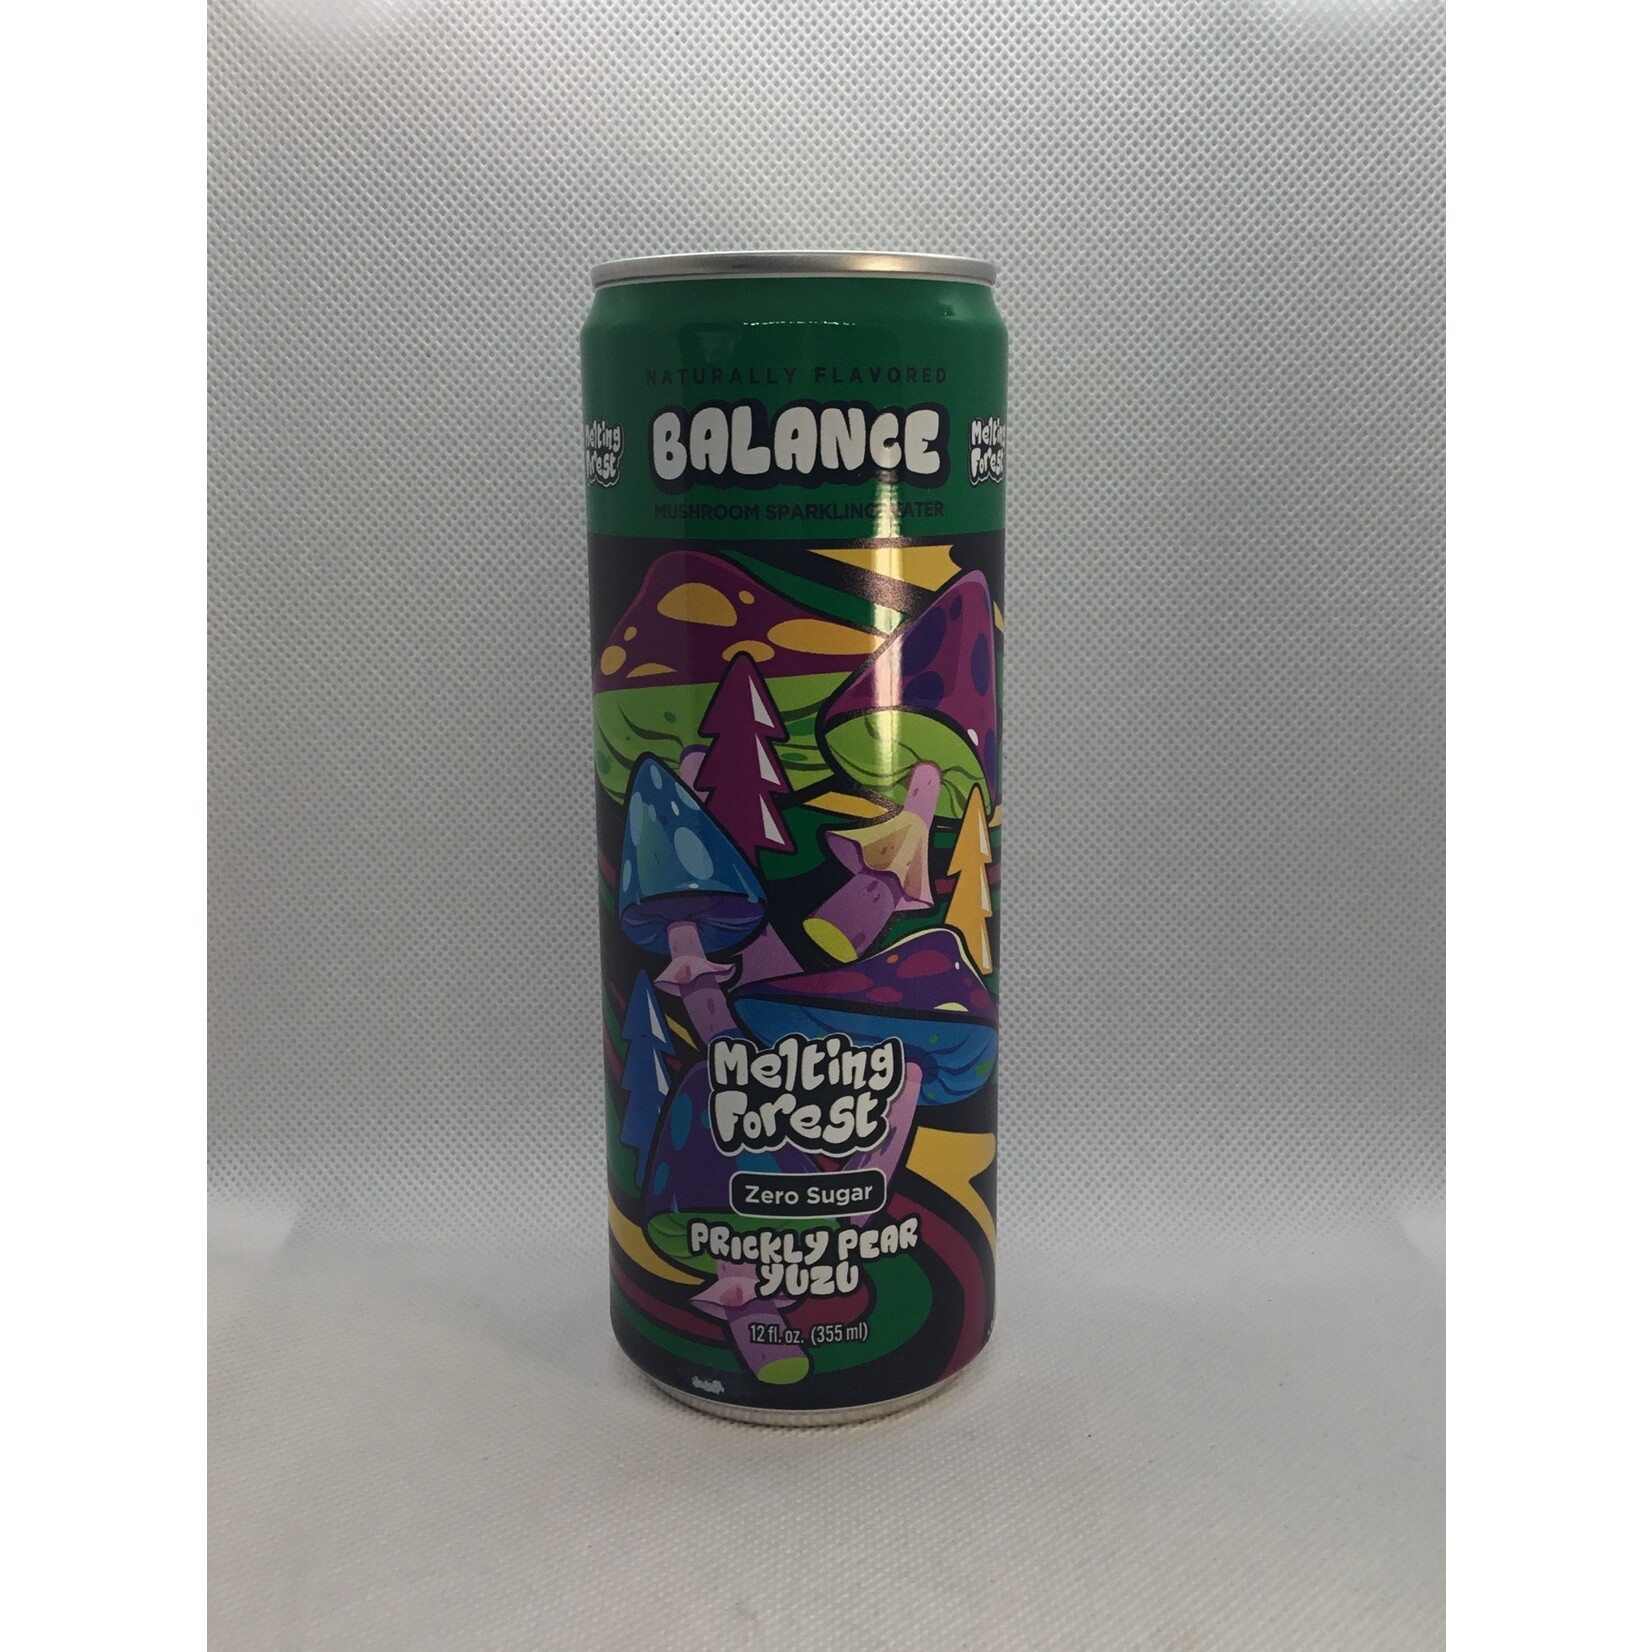 NATURALLY FLAVORED
BALANCE
Melting
Forest
Melting
Forest
MUSHROOM SPARKLING WATER
Melting
Forest
Zero Sugar
PRICKLY PEAR
YUZU
12 fl. oz. (355 ml)